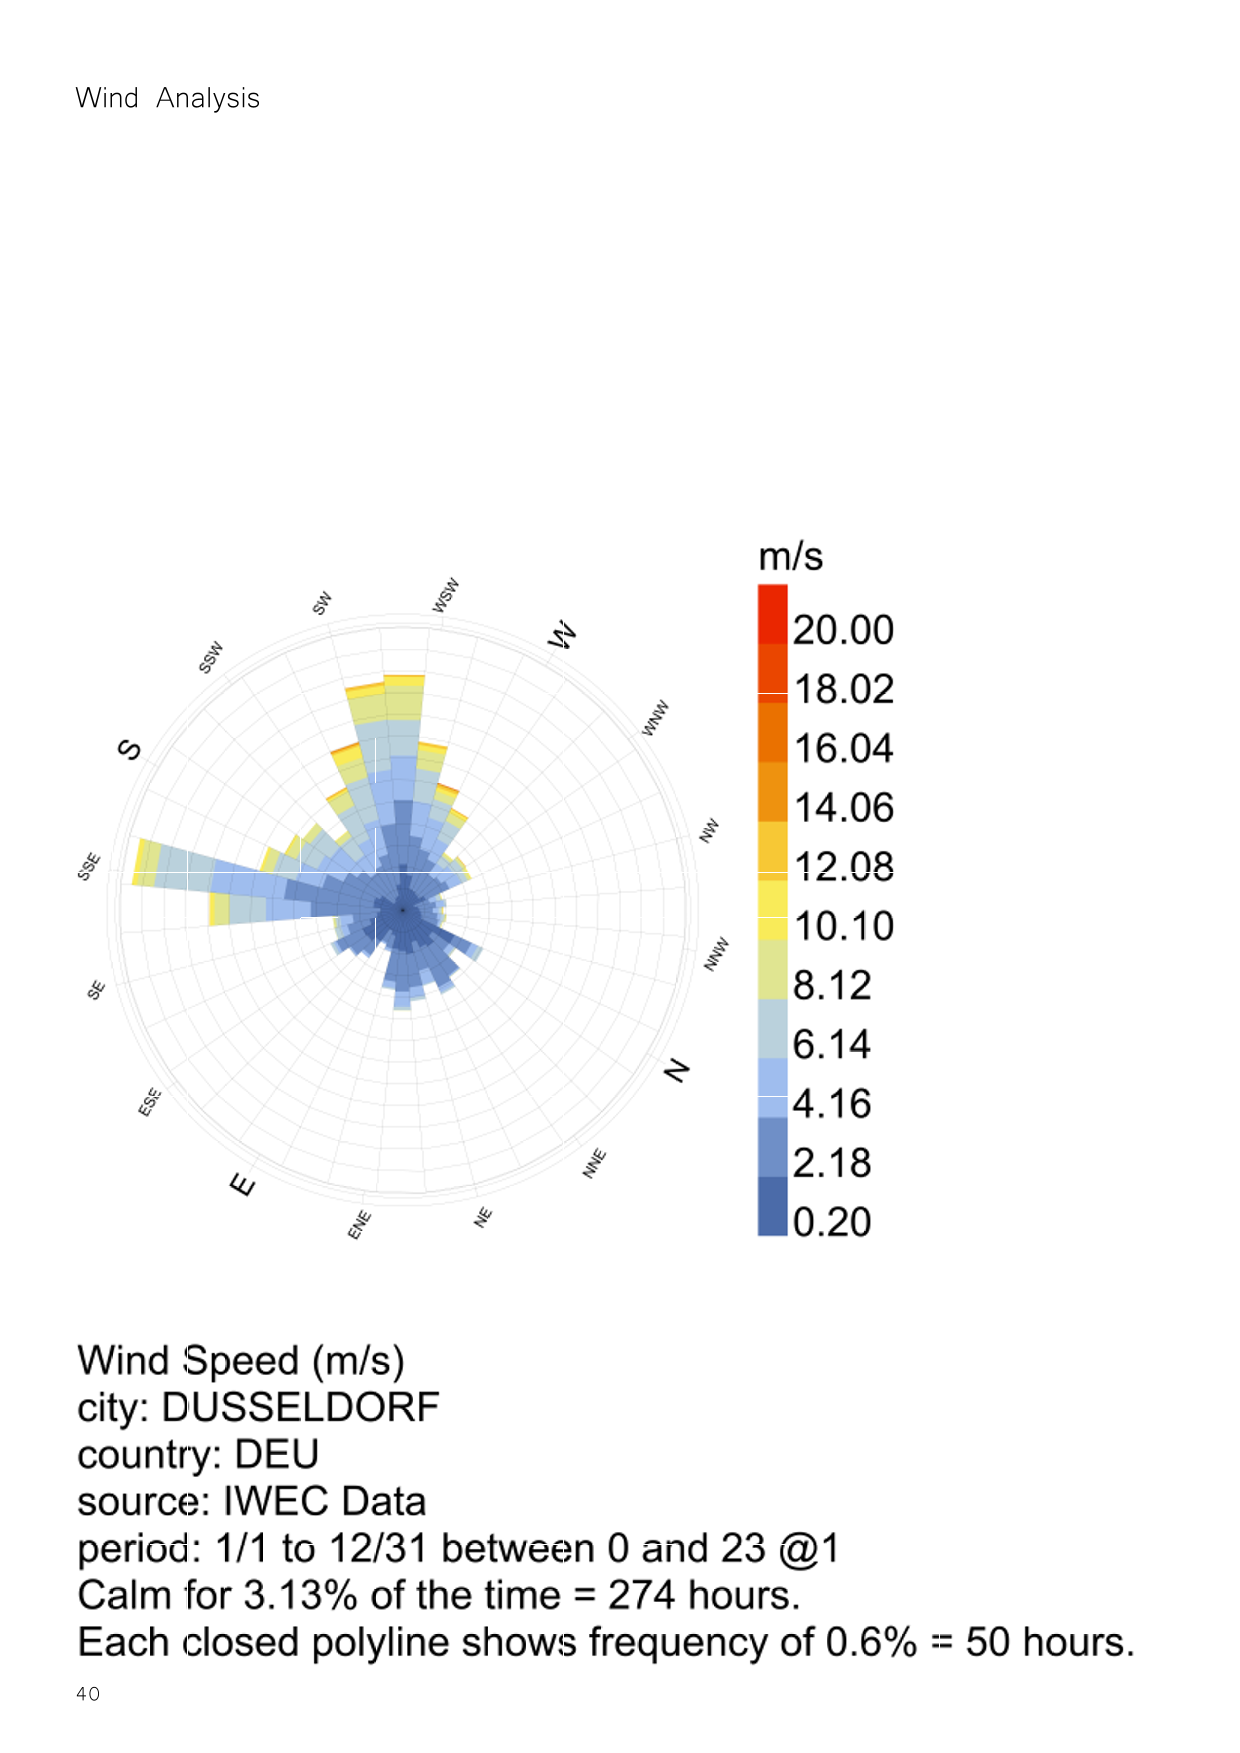 Wind Analysis
m/s
WSW
SW
W
SSW
20.00
18.02
WNW
S
16.04
14.06
NW
SSE
12.08
10.10
NNW
SE
8.12
6.14
N
ESE
4.16
NNE
2.18
E
ENE
NE
0.20
Wind Speed (m/s)
city: DUSSELDORF
country: DEU
source: IWEC Data
period: 1/1 to 12/31 between 0 and 23 @1
Calm for 3.13% of the time = 274 hours.
Each closed polyline shows frequency of 0.6% = 50 hours.
40